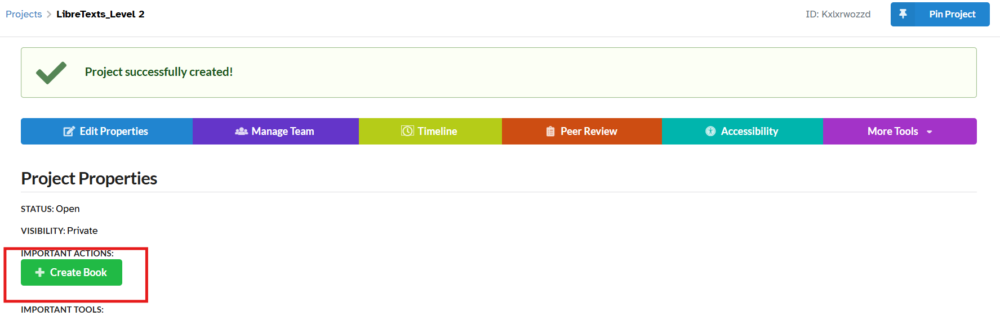 Projects > LibreTexts_Level 2 ID: Kxlxrwozzd Pin Project
Project successfully created!
Edit Properties Manage Team Timeline Peer Review Accessibility More Tools
Project Properties
STATUS: Open
VISIBILITY: Private
IMPORTANT ACTIONS:
Create Book
IMPORTANT TOOLS: